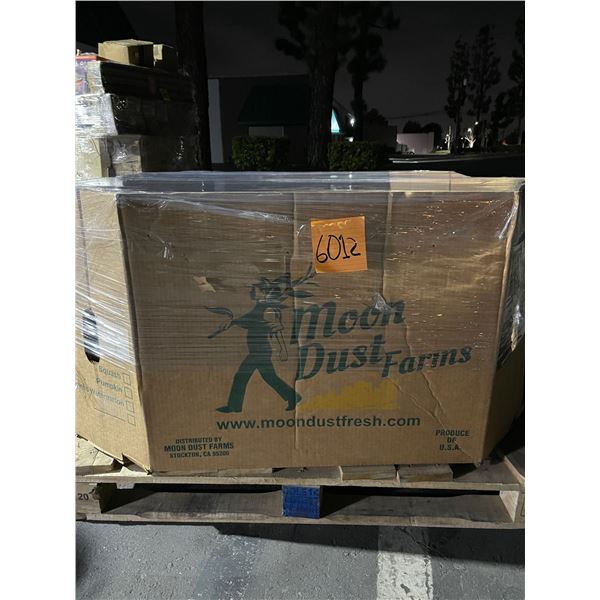 6012
Moon
Dust Farms
www.moondustfresh.com
DISTRIBUTED BY
MOON DUST FARMS
STOCKTON, CA 95206
PRODUCE
OF
U.S.A.
Squash
Pumpkin
Watermelon
20